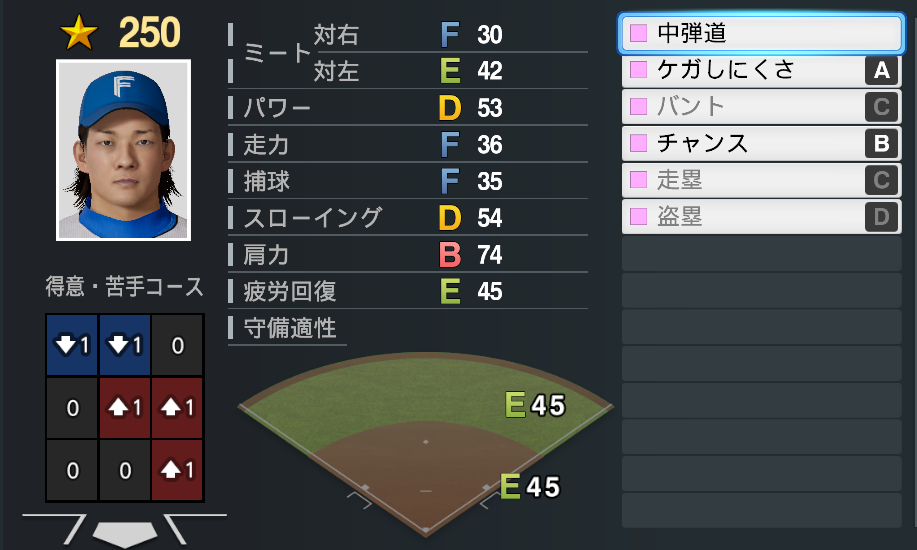 250
F
ミート
対右 F 30
対左 E 42
パワー D 53
走力 F 36
捕球 F 35
スローイング D 54
肩力 B 74
疲労回復 E 45
守備適性
E 45
E 45
得意・苦手コース
1 1 0
0 1 1
0 0 1
中弾道
ケガしにくさ A
バント C
チャンス B
走塁 C
盗塁 D